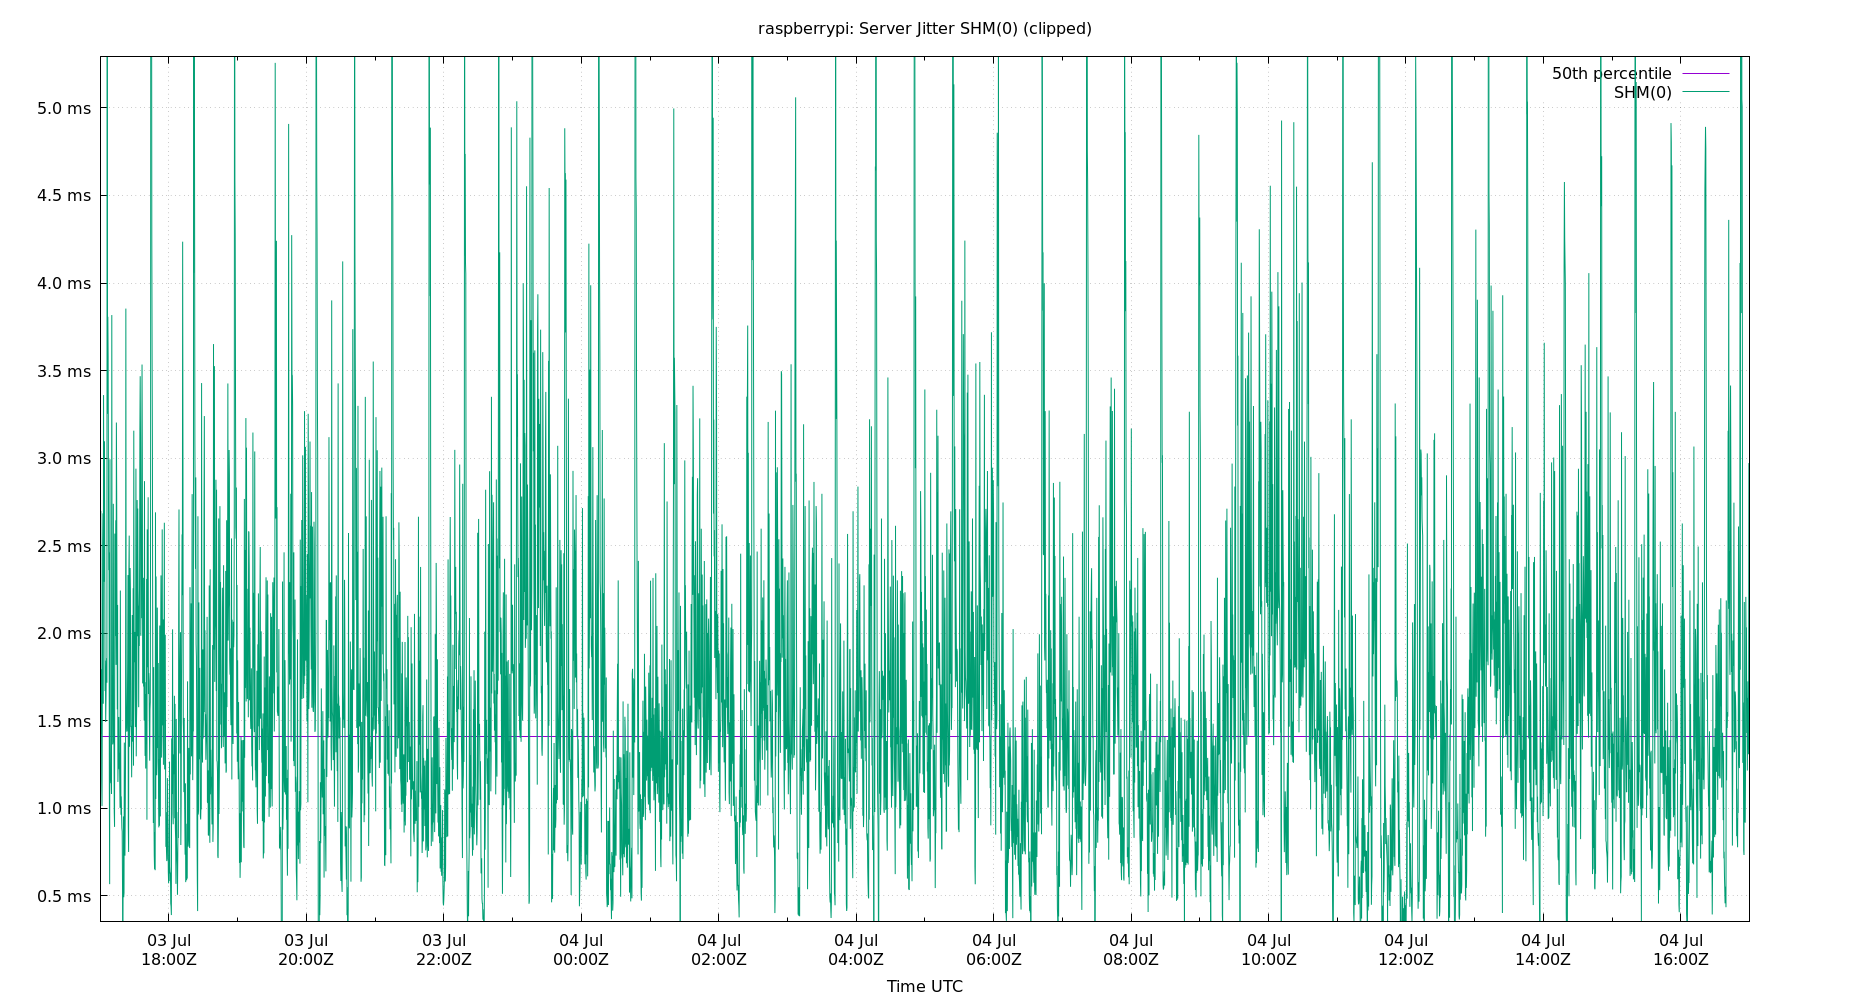 raspberrypi: Server Jitter SHM(0) (clipped)
50th percentile
SHM(0)
5.0 ms
4.5 ms
4.0 ms
3.5 ms
3.0 ms
2.5 ms
2.0 ms
1.5 ms
1.0 ms
0.5 ms
03 Jul 03 Jul 03 Jul 04 Jul 04 Jul 04 Jul 04 Jul 04 Jul 04 Jul 04 Jul 04 Jul 04 Jul
18:00Z 20:00Z 22:00Z 00:00Z 02:00Z 04:00Z 06:00Z 08:00Z 10:00Z 12:00Z 14:00Z 16:00Z
Time UTC